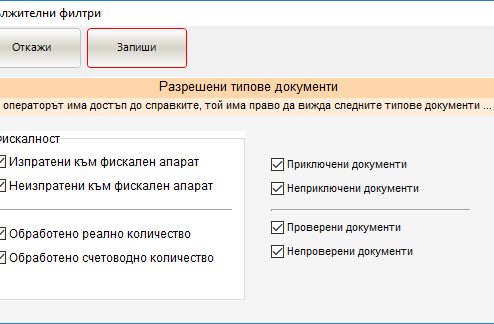 ължителни филтри
Откажи
Запиши
Разрешени типове документи
операторът има достъп до справките, той има право да вижда следните типове документи ...
Фискалност
Изпратени към фискален апарат
Неизпратени към фискален апарат
Обработено реално количество
Обработено счетоводно количество
Приключени документи
Неприключени документи
Проверени документи
Непроверени документи